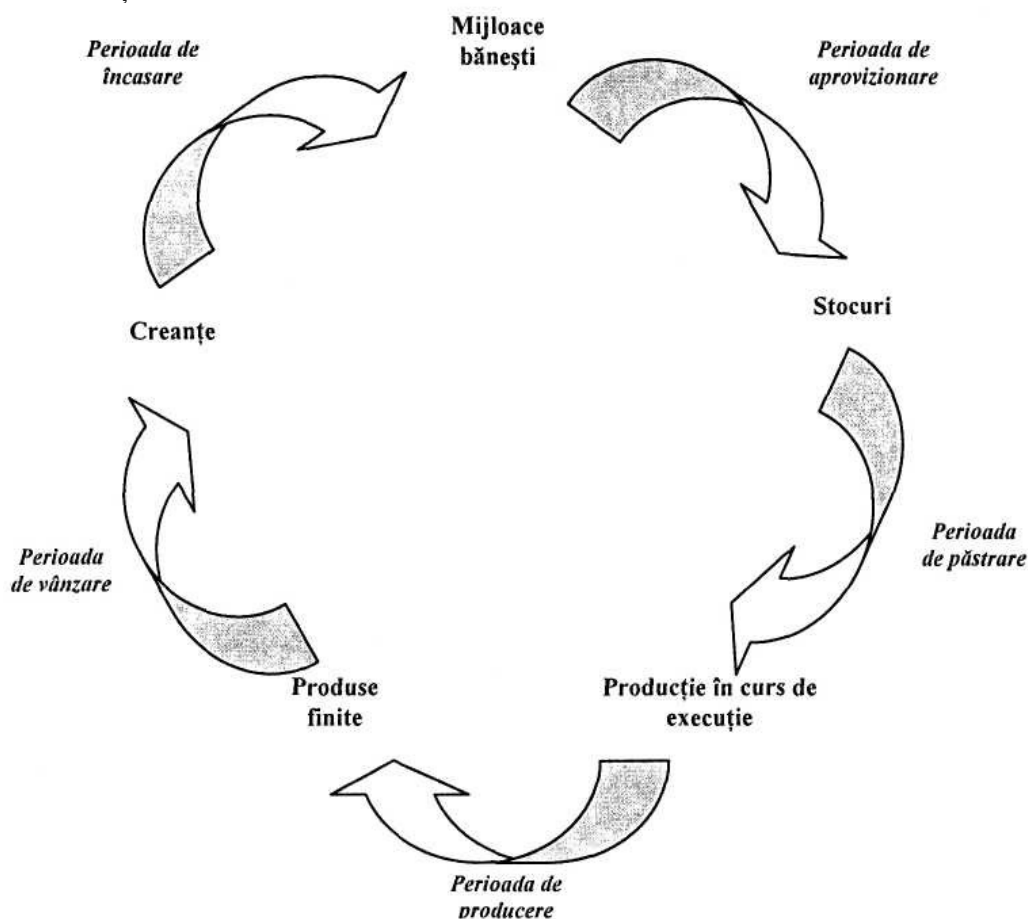 Mijloace
bănești
Perioada de
aprovizionare
Stocuri
Perioada
de păstrare
Producție în curs de
execuție
Perioada de
producere
Produse
finite
Perioada
de vânzare
Creanțe
Perioada de
încasare